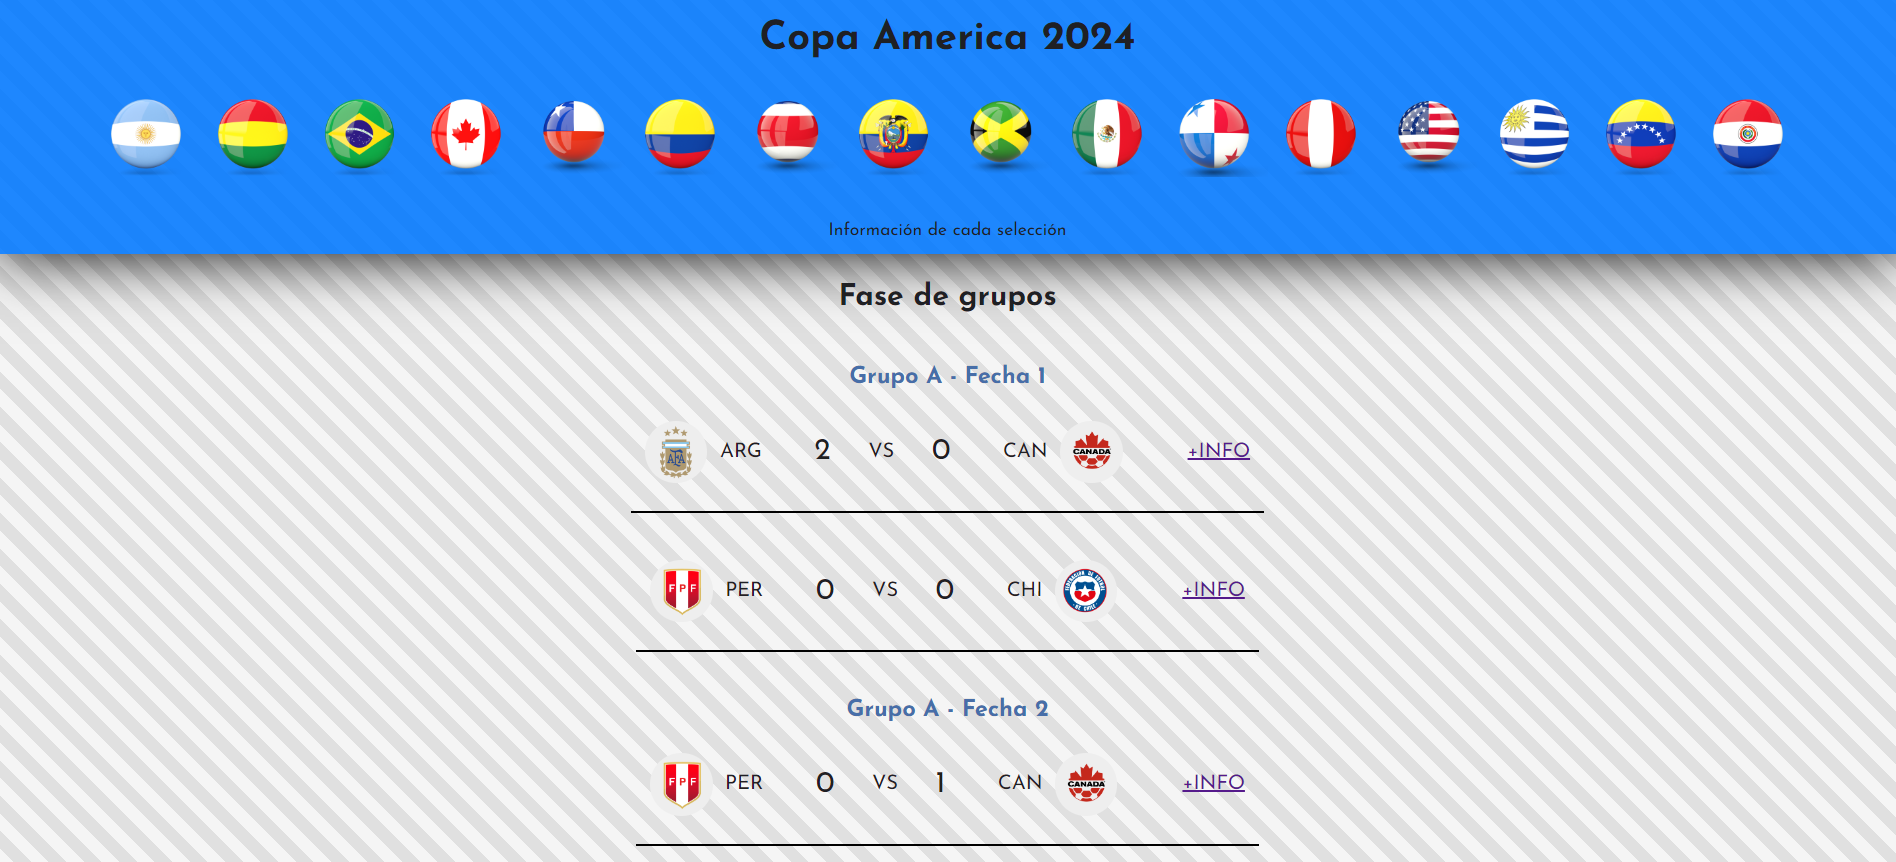 Copa America 2024
Información de cada selección
Fase de grupos
Grupo A - Fecha 1
AFA ARG 2 VS 0 CAN CANADA +INFO
FPF PER 0 VS 0 CHI +INFO
Grupo A - Fecha 2
FPF PER 0 VS 1 CAN CANADA +INFO